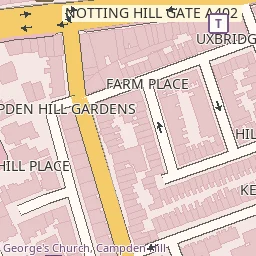 NOTTING HILL GATE A402
T
UXBRIDG
FARM PLACE
PDEN HILL GARDENS
HIL
HILL PLACE
KE
George's Church, Campden Hill